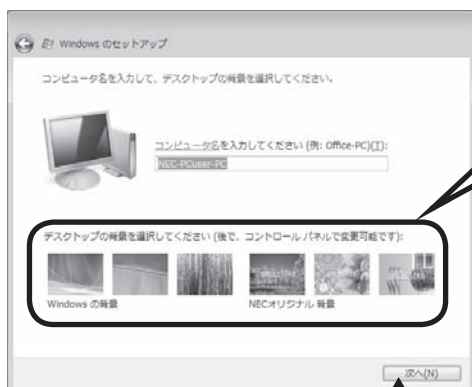 Windows のセットアップ
コンピュータ名を入力して、デスクトップの背景を選択してください。
コンピュータ名を入力してください (例: Office-PC)(T):
NEC-PCuser-PC
デスクトップの背景を選択してください (後で、コントロール パネルで変更可能です):
Windows の背景
NECオリジナル 背景
次へ(N)